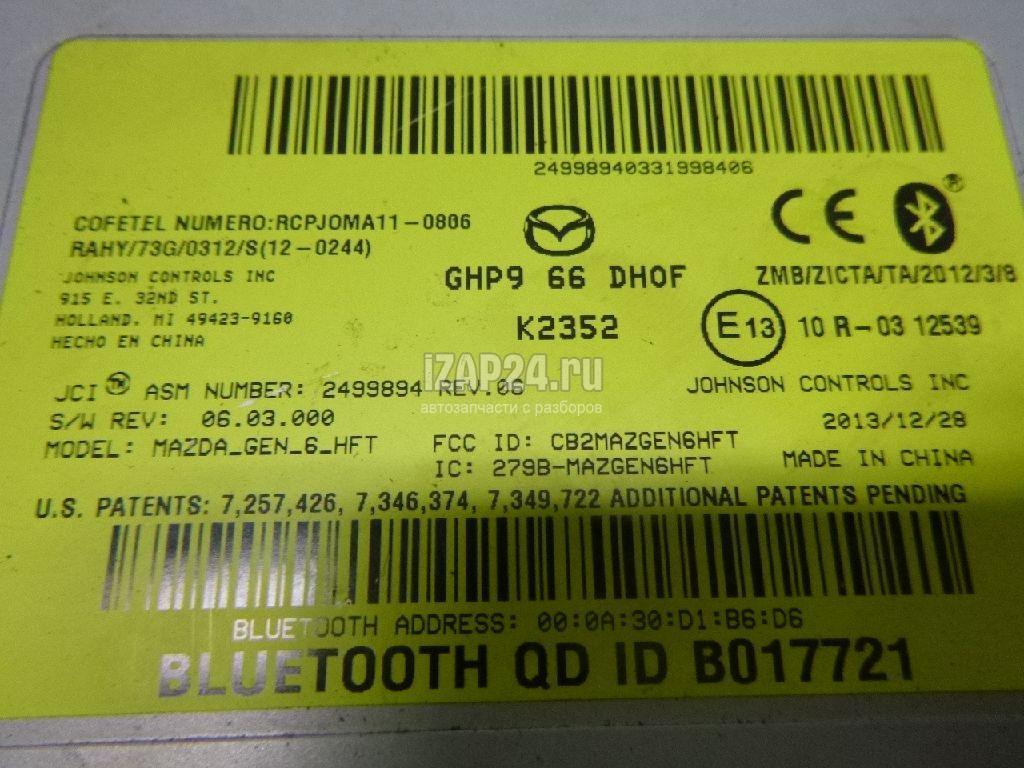 24998940331998406
COFETEL NUMERO:RCPJOMA11-0806
RAHY/73G/0312/S(12-0244)
JOHNSON CONTROLS INC
915 E. 32ND ST.
HOLLAND. MI 49423-9160
HECHO EN CHINA
GHP9 66 DH0F
K2352
CE
ZMB/ZICTA/TA/2012/3/8
E13 10 R-03 12539
iZAP24.ru
автозапчасти с разборов
JCI™ ASM NUMBER: 2499894 REV.06
JOHNSON CONTROLS INC
S/W REV: 06.03.000
2013/12/28
MODEL: MAZDA_GEN_6_HFT
FCC ID: CB2MAZGEN6HFT
IC: 279B-MAZGEN6HFT
MADE IN CHINA
U.S. PATENTS: 7,257,426, 7,346,374, 7,349,722 ADDITIONAL PATENTS PENDING
BLUETOOTH ADDRESS: 00:0A:30:D1:B6:D6
BLUETOOTH QD ID B017721